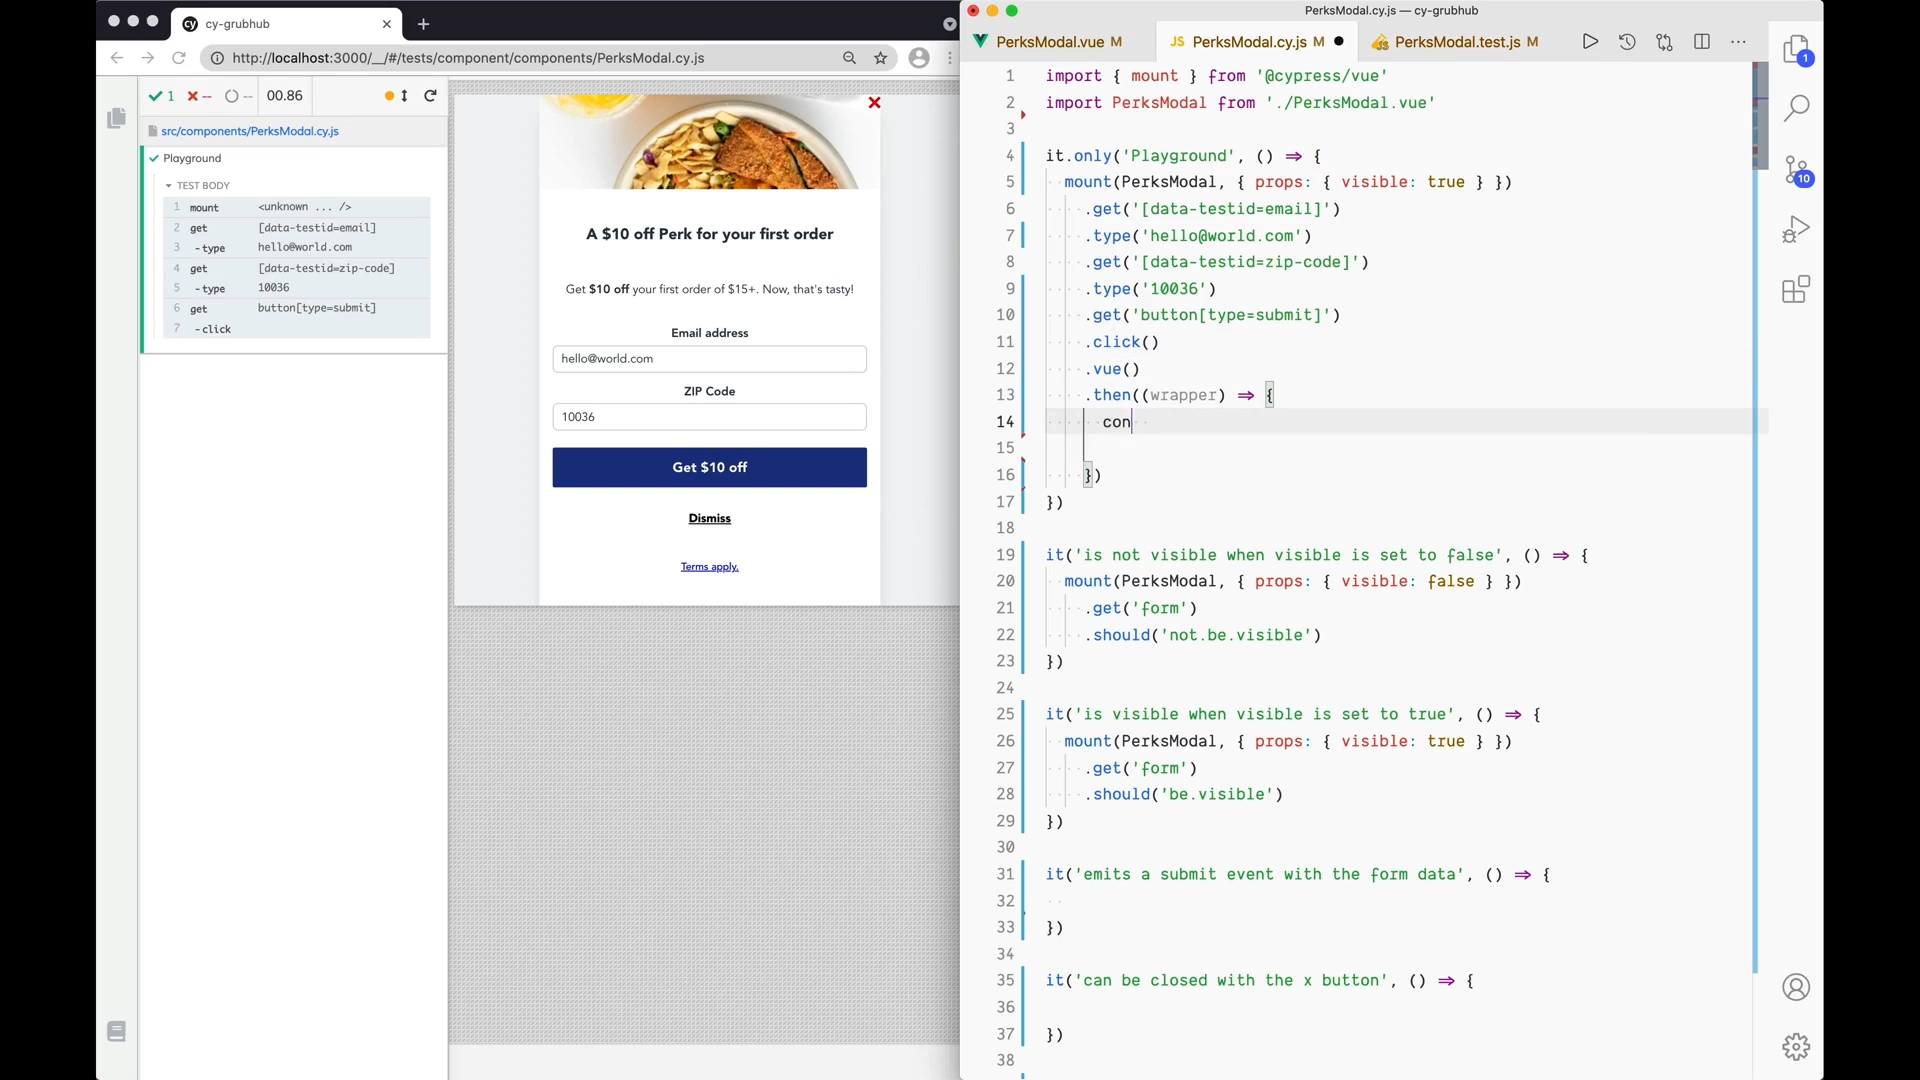 cy-grubhub
PerksModal.cy.js — cy-grubhub
http://localhost:3000/__/#/tests/component/components/PerksModal.cy.js
PerksModal.vue M
JS PerksModal.cy.js M
PerksModal.test.js M
1
--
--
00.86
src/components/PerksModal.cy.js
Playground
TEST BODY
1 mount <unknown ... />
2 get [data-testid=email]
3 -type hello@world.com
4 get [data-testid=zip-code]
5 -type 10036
6 get button[type=submit]
7 -click
A $10 off Perk for your first order
Get $10 off your first order of $15+. Now, that's tasty!
Email address
hello@world.com
ZIP Code
10036
Get $10 off
Dismiss
Terms apply.
1 import { mount } from '@cypress/vue'
2 import PerksModal from './PerksModal.vue'
3
4 it.only('Playground', () ⇒ {
5 mount(PerksModal, { props: { visible: true } })
6 .get('[data-testid=email]')
7 .type('hello@world.com')
8 .get('[data-testid=zip-code]')
9 .type('10036')
10 .get('button[type=submit]')
11 .click()
12 .vue()
13 .then((wrapper) ⇒ {
14 con
15
16 })
17 })
18
19 it('is not visible when visible is set to false', () ⇒ {
20 mount(PerksModal, { props: { visible: false } })
21 .get('form')
22 .should('not.be.visible')
23 })
24
25 it('is visible when visible is set to true', () ⇒ {
26 mount(PerksModal, { props: { visible: true } })
27 .get('form')
28 .should('be.visible')
29 })
30
31 it('emits a submit event with the form data', () ⇒ {
32
33 })
34
35 it('can be closed with the x button', () ⇒ {
36
37 })
38
1
10